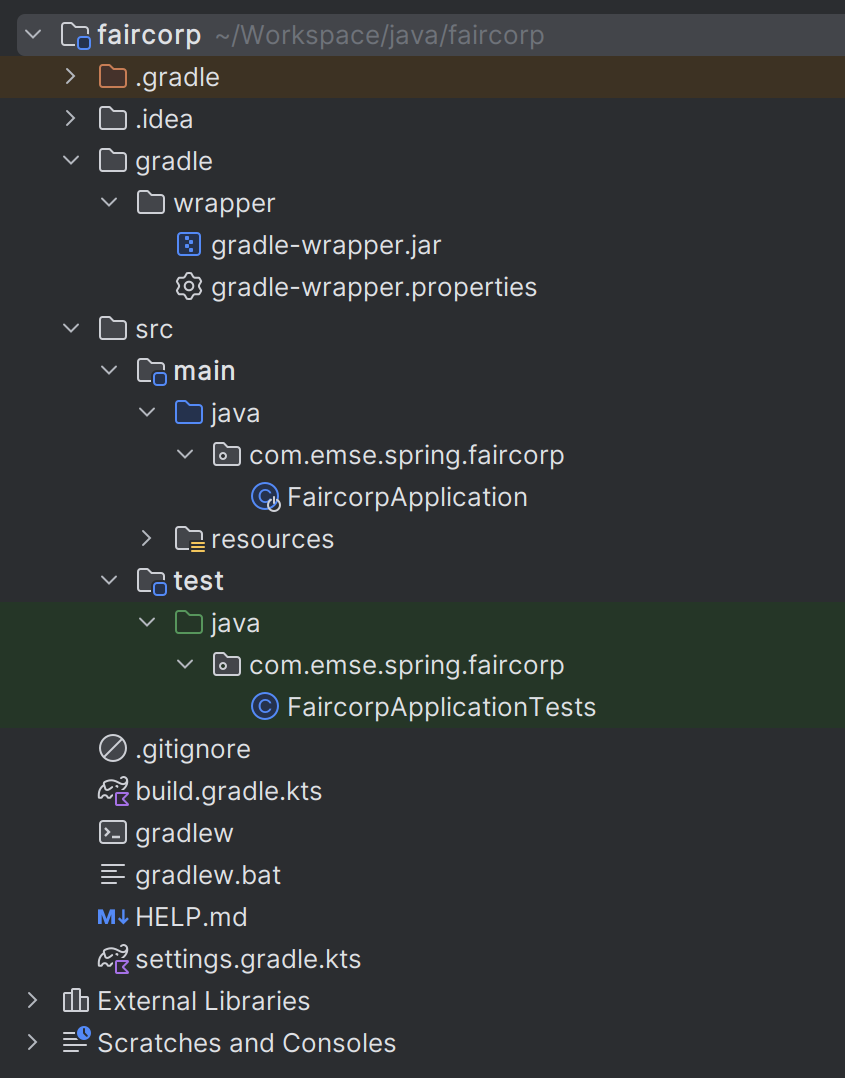 faircorp ~/Workspace/java/faircorp
.gradle
.idea
gradle
wrapper
gradle-wrapper.jar
gradle-wrapper.properties
src
main
java
com.emse.spring.faircorp
FaircorpApplication
resources
test
java
com.emse.spring.faircorp
FaircorpApplicationTests
.gitignore
build.gradle.kts
gradlew
gradlew.bat
M↓ HELP.md
settings.gradle.kts
External Libraries
Scratches and Consoles